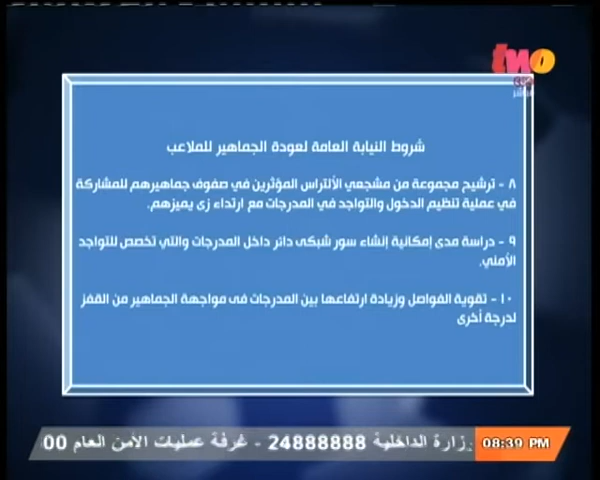 two
مباشر
شروط النيابة العامة لعودة الجماهير للملاعب
٨ - ترشيح مجموعة من مشجعي الألتراس المؤثرين في صفوف جماهيرهم للمشاركة
في عملية تنظيم الدخول والتواجد في المدرجات مع ارتداء زى يميزهم.
٩ - دراسة مدى إمكانية إنشاء سور شبكى دائر داخل المدرجات والتي تخصص للتواجد
الأمني.
١٠ - تقوية الفواصل وزيادة ارتفاعها بين المدرجات فى مواجهة الجماهير من القفز
لدرجة أخرى
08:39 PM زارة الداخلية 24888888 - غرفة عمليات الأمن العام 00